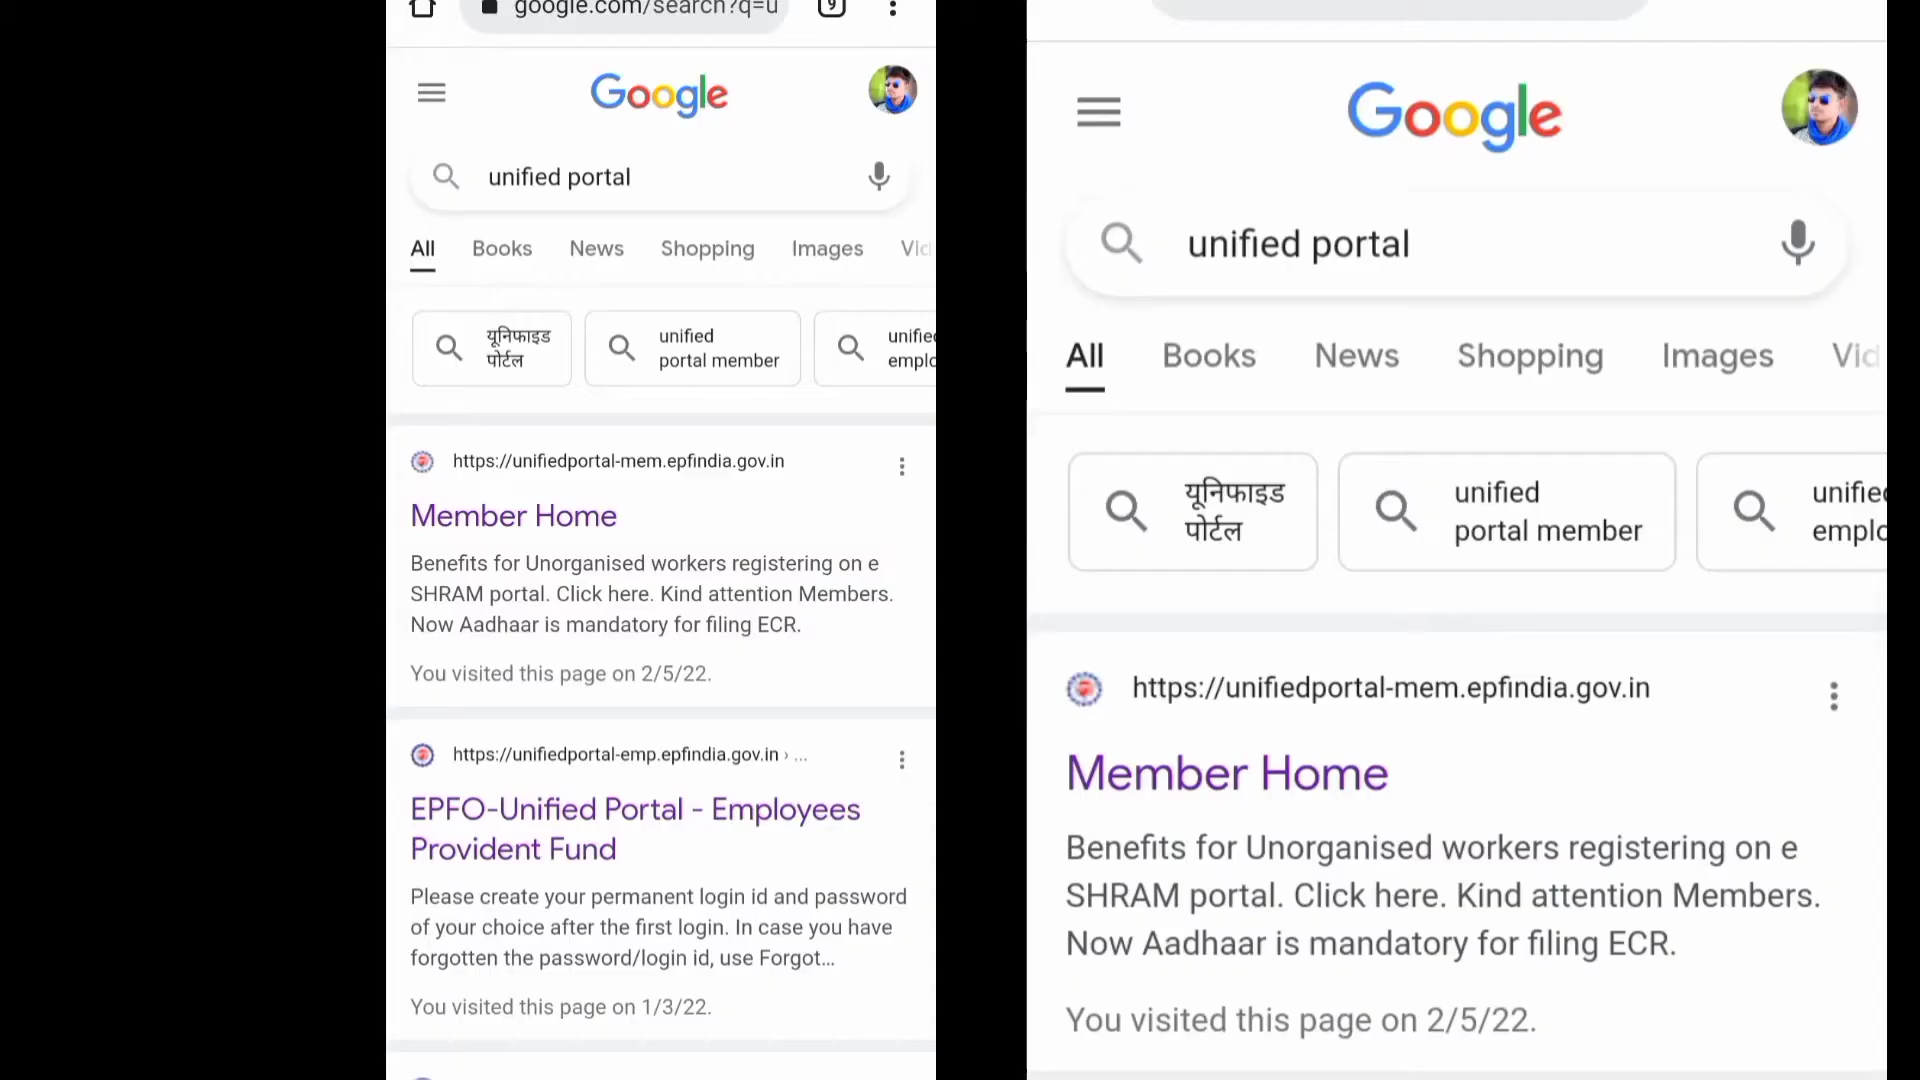 google.com/search?q=u
9
Google
unified portal
All Books News Shopping Images Vid
यूनिफाइड
पोर्टल
unified
portal member
unified
emplo
https://unifiedportal-mem.epfindia.gov.in
Member Home
Benefits for Unorganised workers registering on e
SHRAM portal. Click here. Kind attention Members.
Now Aadhaar is mandatory for filing ECR.
You visited this page on 2/5/22.
https://unifiedportal-emp.epfindia.gov.in › ...
EPFO-Unified Portal - Employees
Provident Fund
Please create your permanent login id and password
of your choice after the first login. In case you have
forgotten the password/login id, use Forgot...
You visited this page on 1/3/22.
Google
unified portal
All Books News Shopping Images Vid
यूनिफाइड
पोर्टल
unified
portal member
unified
emplo
https://unifiedportal-mem.epfindia.gov.in
Member Home
Benefits for Unorganised workers registering on e
SHRAM portal. Click here. Kind attention Members.
Now Aadhaar is mandatory for filing ECR.
You visited this page on 2/5/22.